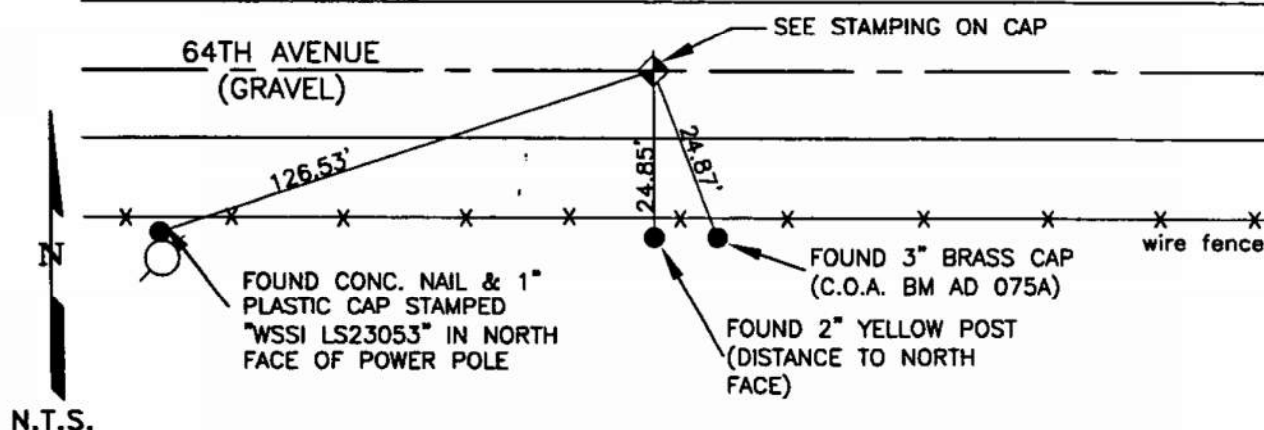 SEE STAMPING ON CAP
64TH AVENUE
(GRAVEL)
126.53'
24.85'
24.87'
N
wire fence
FOUND CONC. NAIL & 1"
PLASTIC CAP STAMPED
"WSSI LS23053" IN NORTH
FACE OF POWER POLE
FOUND 3" BRASS CAP
(C.O.A. BM AD 075A)
FOUND 2" YELLOW POST
(DISTANCE TO NORTH
FACE)
N.T.S.